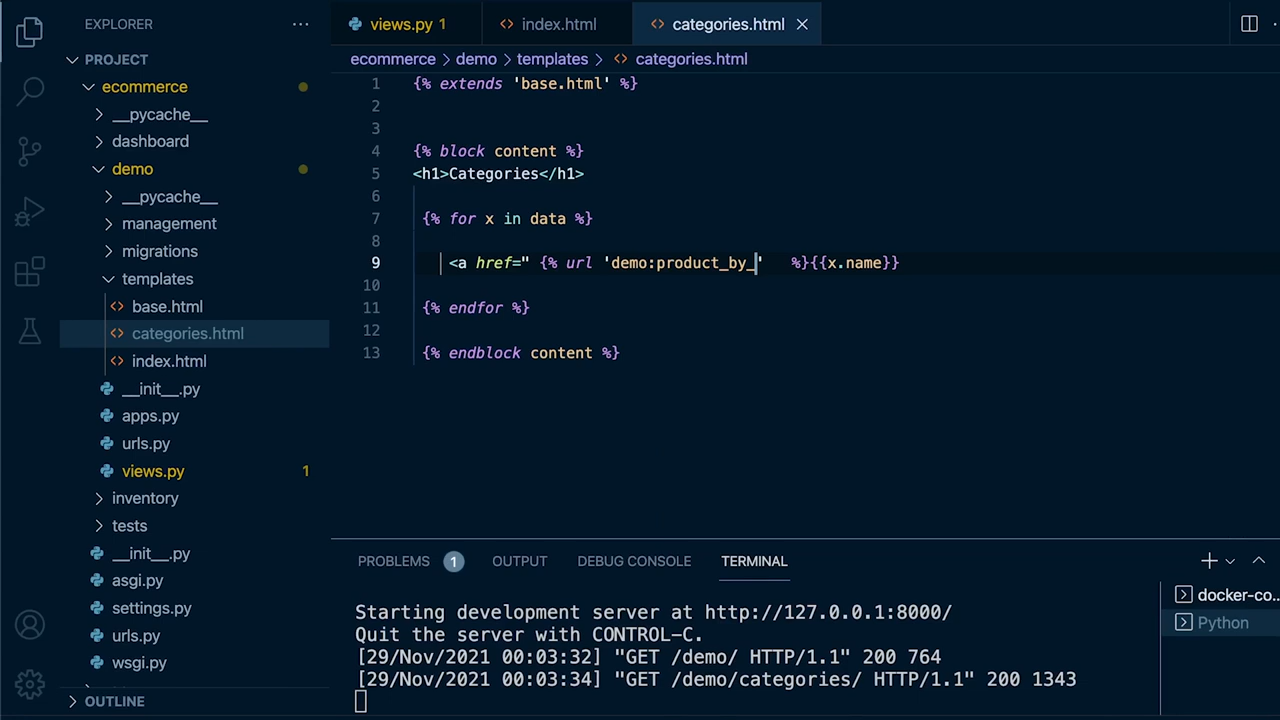 EXPLORER
PROJECT
ecommerce
__pycache__
dashboard
demo
__pycache__
management
migrations
templates
base.html
categories.html
index.html
__init__.py
apps.py
urls.py
views.py 1
inventory
tests
__init__.py
asgi.py
settings.py
urls.py
wsgi.py
OUTLINE
views.py 1 index.html categories.html
ecommerce > demo > templates > categories.html
1 {% extends 'base.html' %}
2
3
4 {% block content %}
5 <h1>Categories</h1>
6
7 {% for x in data %}
8
9 <a href=" {% url 'demo:product_by_'   %}{{x.name}}
10
11 {% endfor %}
12
13 {% endblock content %}
PROBLEMS 1 OUTPUT DEBUG CONSOLE TERMINAL
Starting development server at http://127.0.0.1:8000/
Quit the server with CONTROL-C.
[29/Nov/2021 00:03:32] "GET /demo/ HTTP/1.1" 200 764
[29/Nov/2021 00:03:34] "GET /demo/categories/ HTTP/1.1" 200 1343
docker-co...
Python